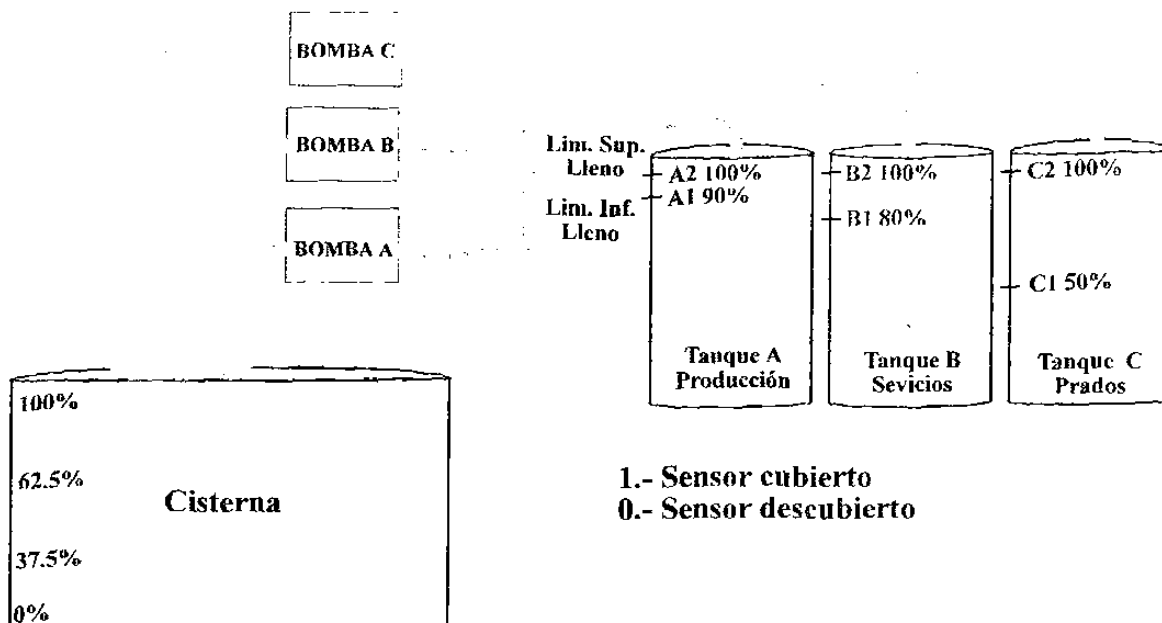 BOMBA C
BOMBA B
BOMBA A
Lim. Sup.
Lleno
Lim. Inf.
Lleno
A2 100%
A1 90%
B2 100%
B1 80%
C2 100%
C1 50%
Tanque A
Producción
Tanque B
Sevicios
Tanque C
Prados
100%
62.5%
Cisterna
37.5%
0%
1.- Sensor cubierto
0.- Sensor descubierto